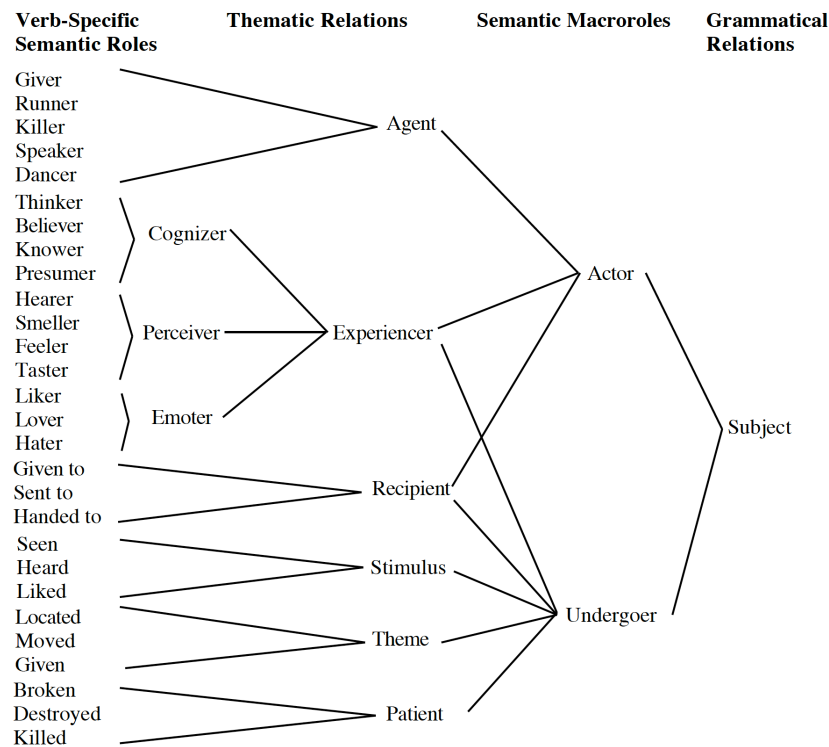 Verb-Specific Semantic Roles
Thematic Relations
Semantic Macroroles
Grammatical Relations
Giver
Runner
Killer
Speaker
Dancer
Agent
Thinker
Believer
Knower
Presumer
Cognizer
Hearer
Smeller
Feeler
Taster
Perceiver
Experiencer
Actor
Liker
Lover
Hater
Emoter
Subject
Given to
Sent to
Handed to
Recipient
Seen
Heard
Liked
Stimulus
Located
Moved
Given
Theme
Undergoer
Broken
Destroyed
Killed
Patient